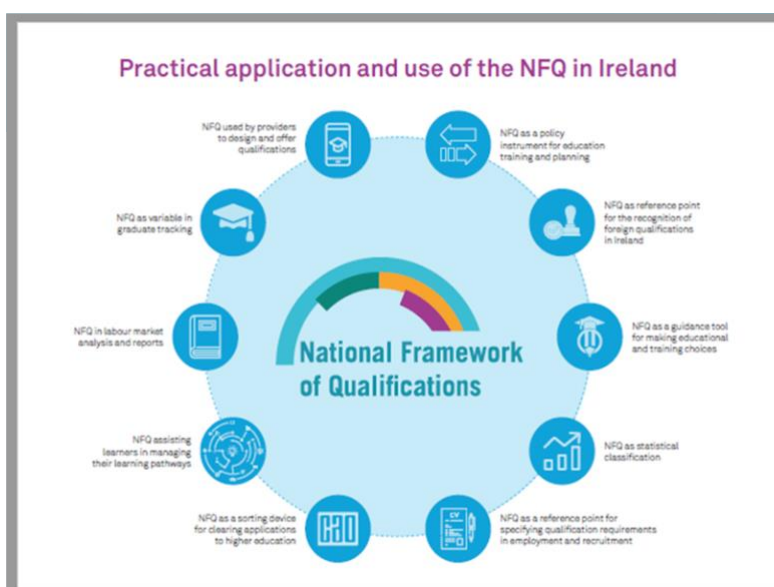 Practical application and use of the NFQ in Ireland
NFQ used by providers
to design and offer
qualifications
NFQ as a policy
instrument for education
training and planning
NFQ as variable in
graduate tracking
NFQ as reference point
for the recognition of
foreign qualifications
in Ireland
NFQ in labour market
analysis and reports
National Framework
of Qualifications
NFQ as a guidance tool
for making educational
and training choices
NFQ assisting
learners in managing
their learning pathways
NFQ as statistical
classification
NFQ as a sorting device
for clearing applications
to higher education
cao
CV
NFQ as a reference point for
specifying qualification requirements
in employment and recruitment